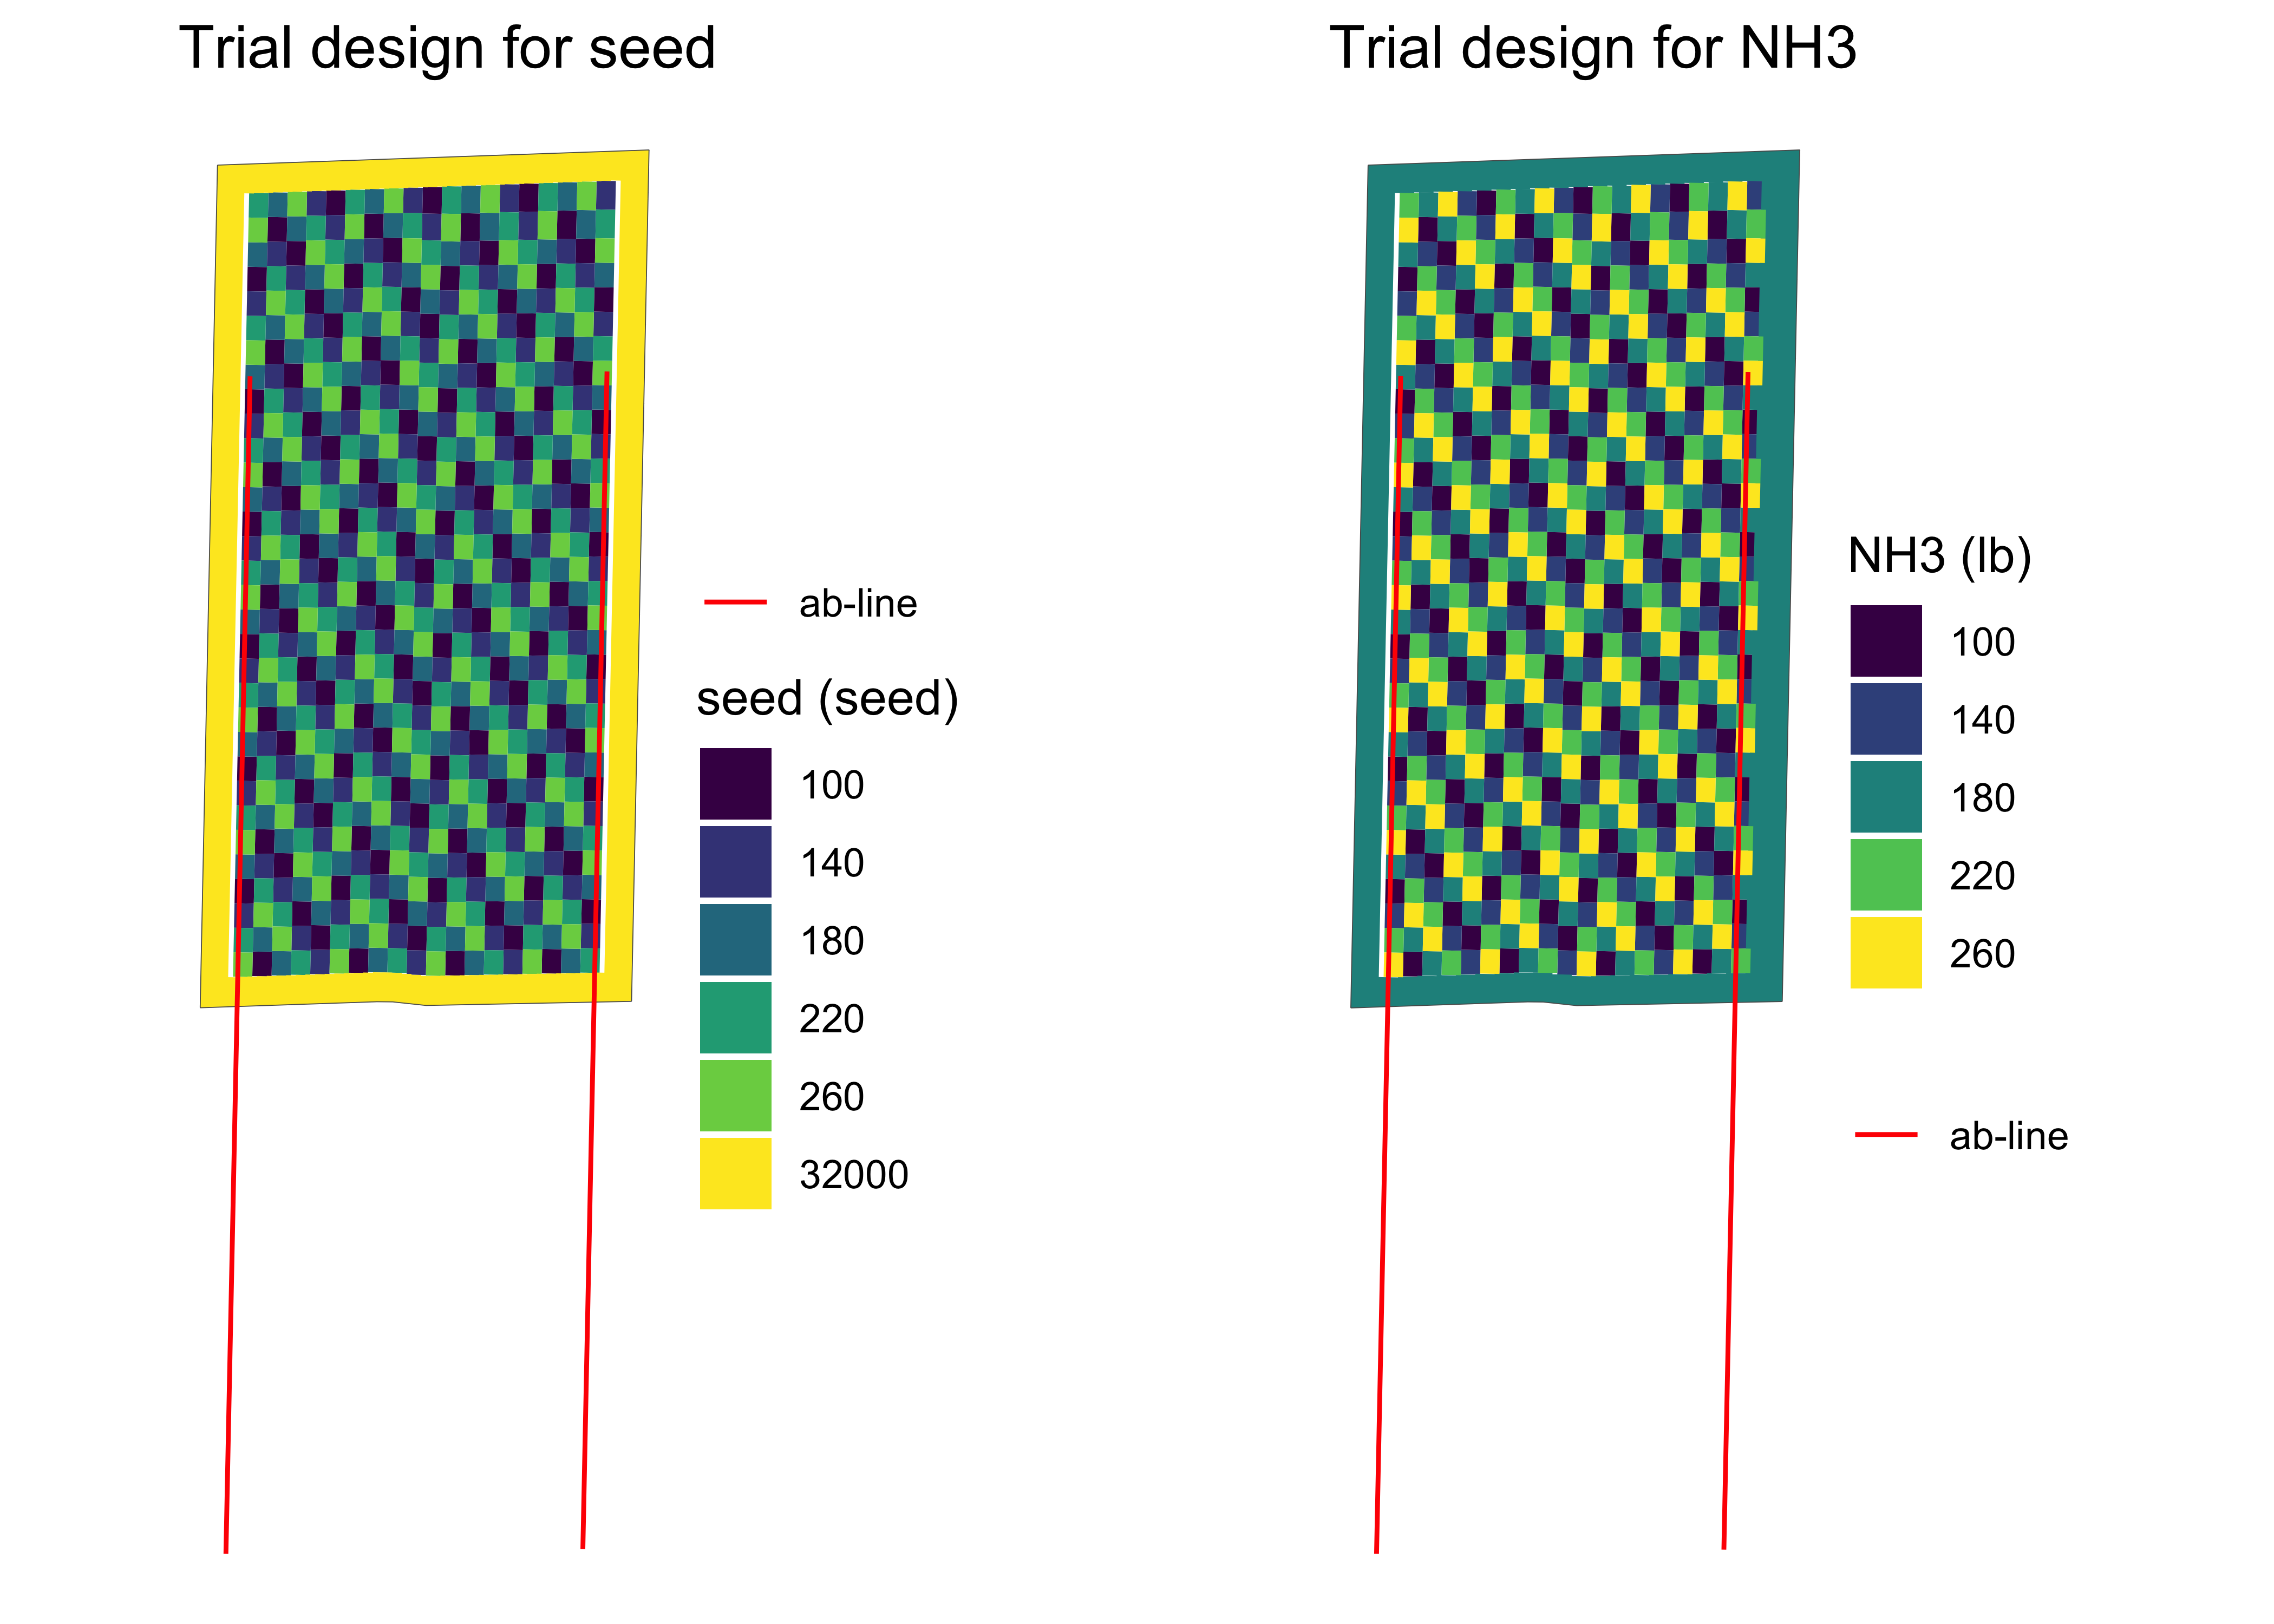 Trial design for seed
ab-line
seed (seed)
100
140
180
220
260
32000
Trial design for NH3
NH3 (lb)
100
140
180
220
260
ab-line